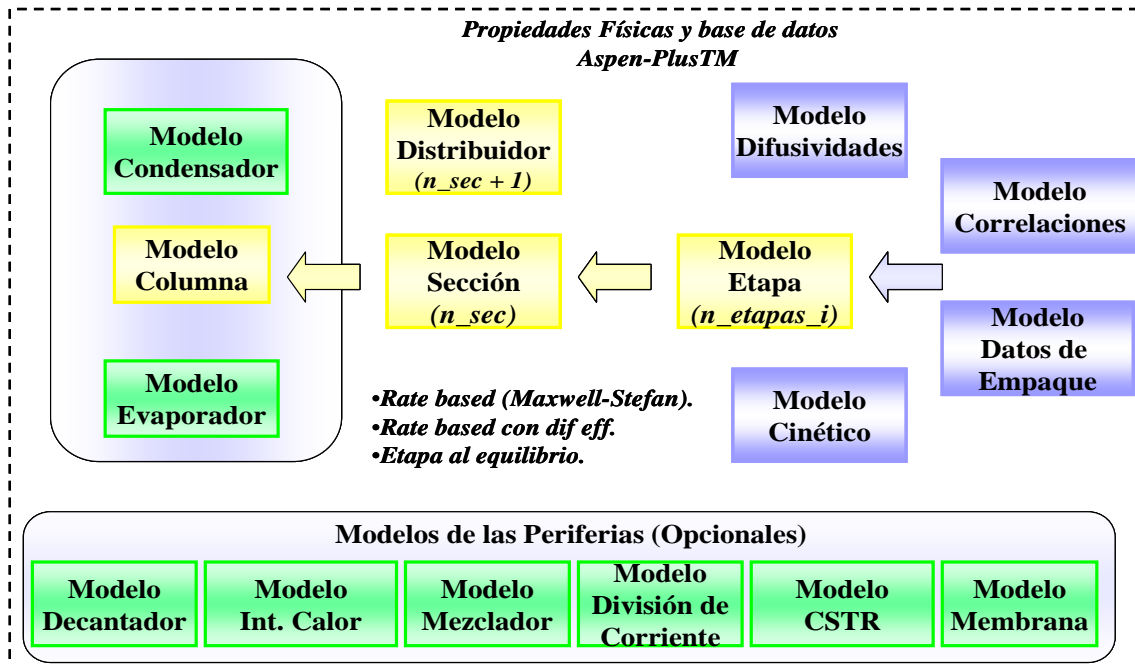 Propiedades Físicas y base de datos
Aspen-PlusTM
Modelo
Condensador
Modelo
Distribuidor
(n_sec + 1)
Modelo
Difusividades
Modelo
Correlaciones
Modelo
Columna
Modelo
Sección
(n_sec)
Modelo
Etapa
(n_etapas_i)
Modelo
Datos de
Empaque
Modelo
Evaporador
•Rate based (Maxwell-Stefan).
•Rate based con dif eff.
•Etapa al equilibrio.
Modelo
Cinético
Modelos de las Periferias (Opcionales)
Modelo
Decantador
Modelo
Int. Calor
Modelo
Mezclador
Modelo
División de
Corriente
Modelo
CSTR
Modelo
Membrana